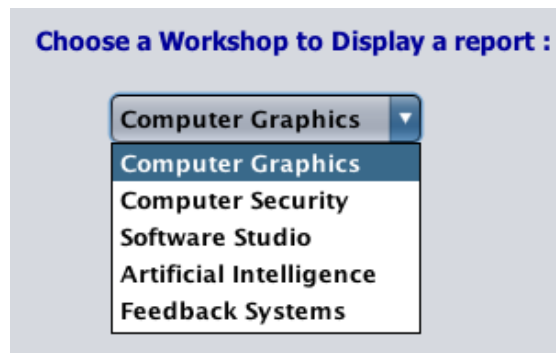 Choose a Workshop to Display a report :
Computer Graphics
Computer Graphics
Computer Security
Software Studio
Artificial Intelligence
Feedback Systems